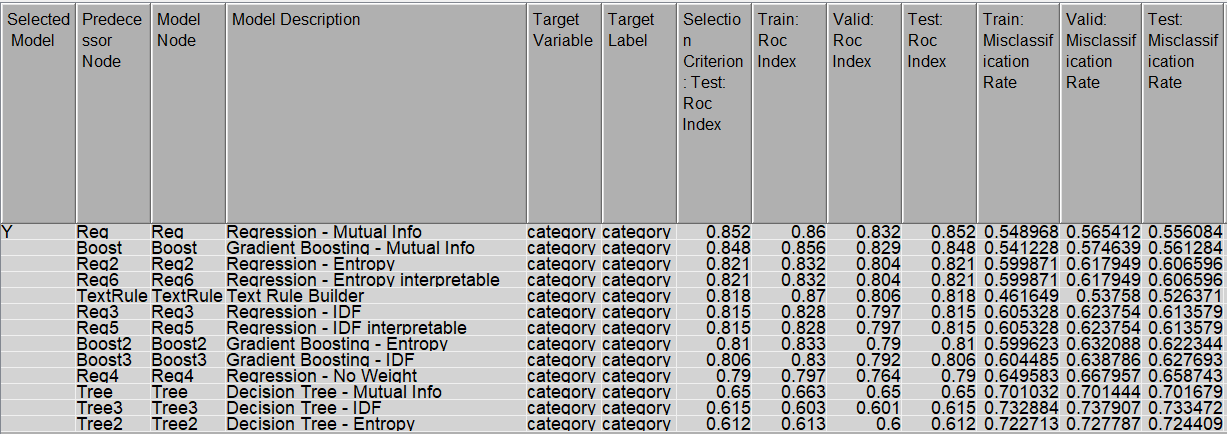 Selected Model | Predecessor Node | Model Node | Model Description | Target Variable | Target Label | Selection Criterion: Test: Roc Index | Train: Roc Index | Valid: Roc Index | Test: Roc Index | Train: Misclassification Rate | Valid: Misclassification Rate | Test: Misclassification Rate
Y | Reg | Reg | Regression - Mutual Info | category | category | 0.852 | 0.86 | 0.832 | 0.852 | 0.548968 | 0.565412 | 0.556084
Boost | Boost | Gradient Boosting - Mutual Info | category | category | 0.848 | 0.856 | 0.829 | 0.848 | 0.541228 | 0.574639 | 0.561284
Reg2 | Reg2 | Regression - Entropy | category | category | 0.821 | 0.832 | 0.804 | 0.821 | 0.599871 | 0.617949 | 0.606596
Reg6 | Reg6 | Regression - Entropy interpretable | category | category | 0.821 | 0.832 | 0.804 | 0.821 | 0.599871 | 0.617949 | 0.606596
TextRule | TextRule | Text Rule Builder | category | category | 0.818 | 0.87 | 0.806 | 0.818 | 0.461649 | 0.53758 | 0.526371
Reg3 | Reg3 | Regression - IDF | category | category | 0.815 | 0.828 | 0.797 | 0.815 | 0.605328 | 0.623754 | 0.613579
Reg5 | Reg5 | Regression - IDF interpretable | category | category | 0.815 | 0.828 | 0.797 | 0.815 | 0.605328 | 0.623754 | 0.613579
Boost2 | Boost2 | Gradient Boosting - Entropy | category | category | 0.81 | 0.833 | 0.79 | 0.81 | 0.599623 | 0.632088 | 0.622344
Boost3 | Boost3 | Gradient Boosting - IDF | category | category | 0.806 | 0.83 | 0.792 | 0.806 | 0.604485 | 0.638786 | 0.627693
Reg4 | Reg4 | Regression - No Weight | category | category | 0.79 | 0.797 | 0.764 | 0.79 | 0.649583 | 0.667957 | 0.658743
Tree | Tree | Decision Tree - Mutual Info | category | category | 0.65 | 0.663 | 0.65 | 0.65 | 0.701032 | 0.701444 | 0.701679
Tree3 | Tree3 | Decision Tree - IDF | category | category | 0.615 | 0.603 | 0.601 | 0.615 | 0.732884 | 0.737907 | 0.733472
Tree2 | Tree2 | Decision Tree - Entropy | category | category | 0.612 | 0.613 | 0.6 | 0.612 | 0.722713 | 0.727787 | 0.724409